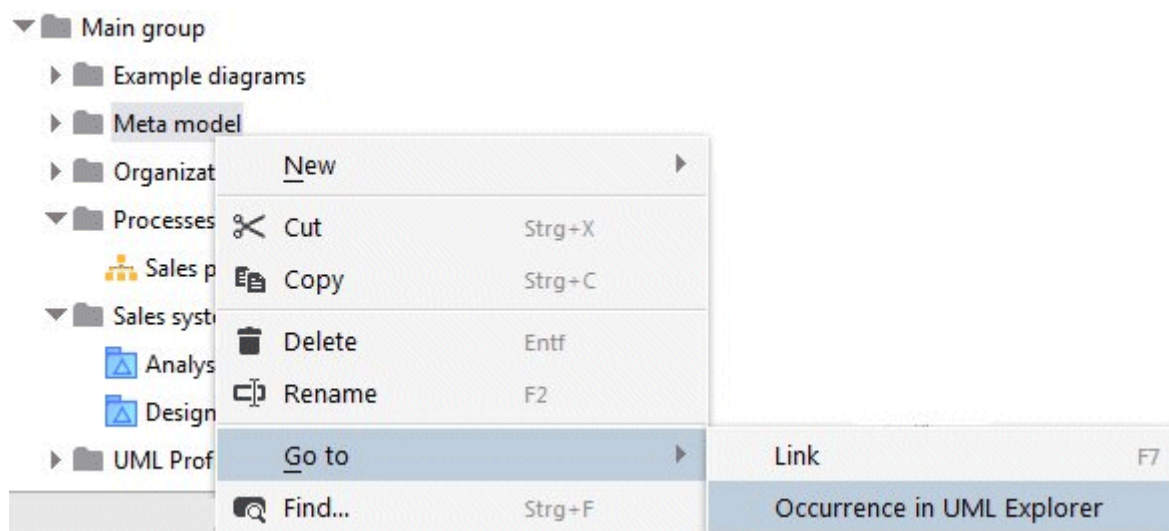 Main group
Example diagrams
Meta model
Organizat
Processes
Sales p
Sales syst
Analys
Design
UML Prof
New
Cut Strg+X
Copy Strg+C
Delete Entf
Rename F2
Go to
Find... Strg+F
Link F7
Occurrence in UML Explorer